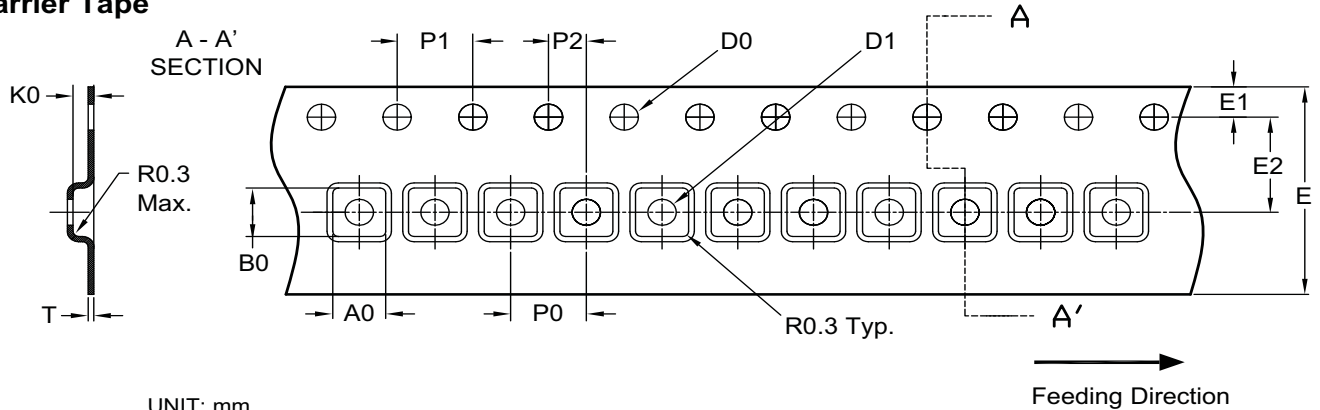 arrier Tape
A - A'
SECTION
P1
P2
D0
D1
A
K0
E1
E2
E
R0.3
Max.
B0
T
A0
P0
R0.3 Typ.
A'
Feeding Direction
UNIT: mm